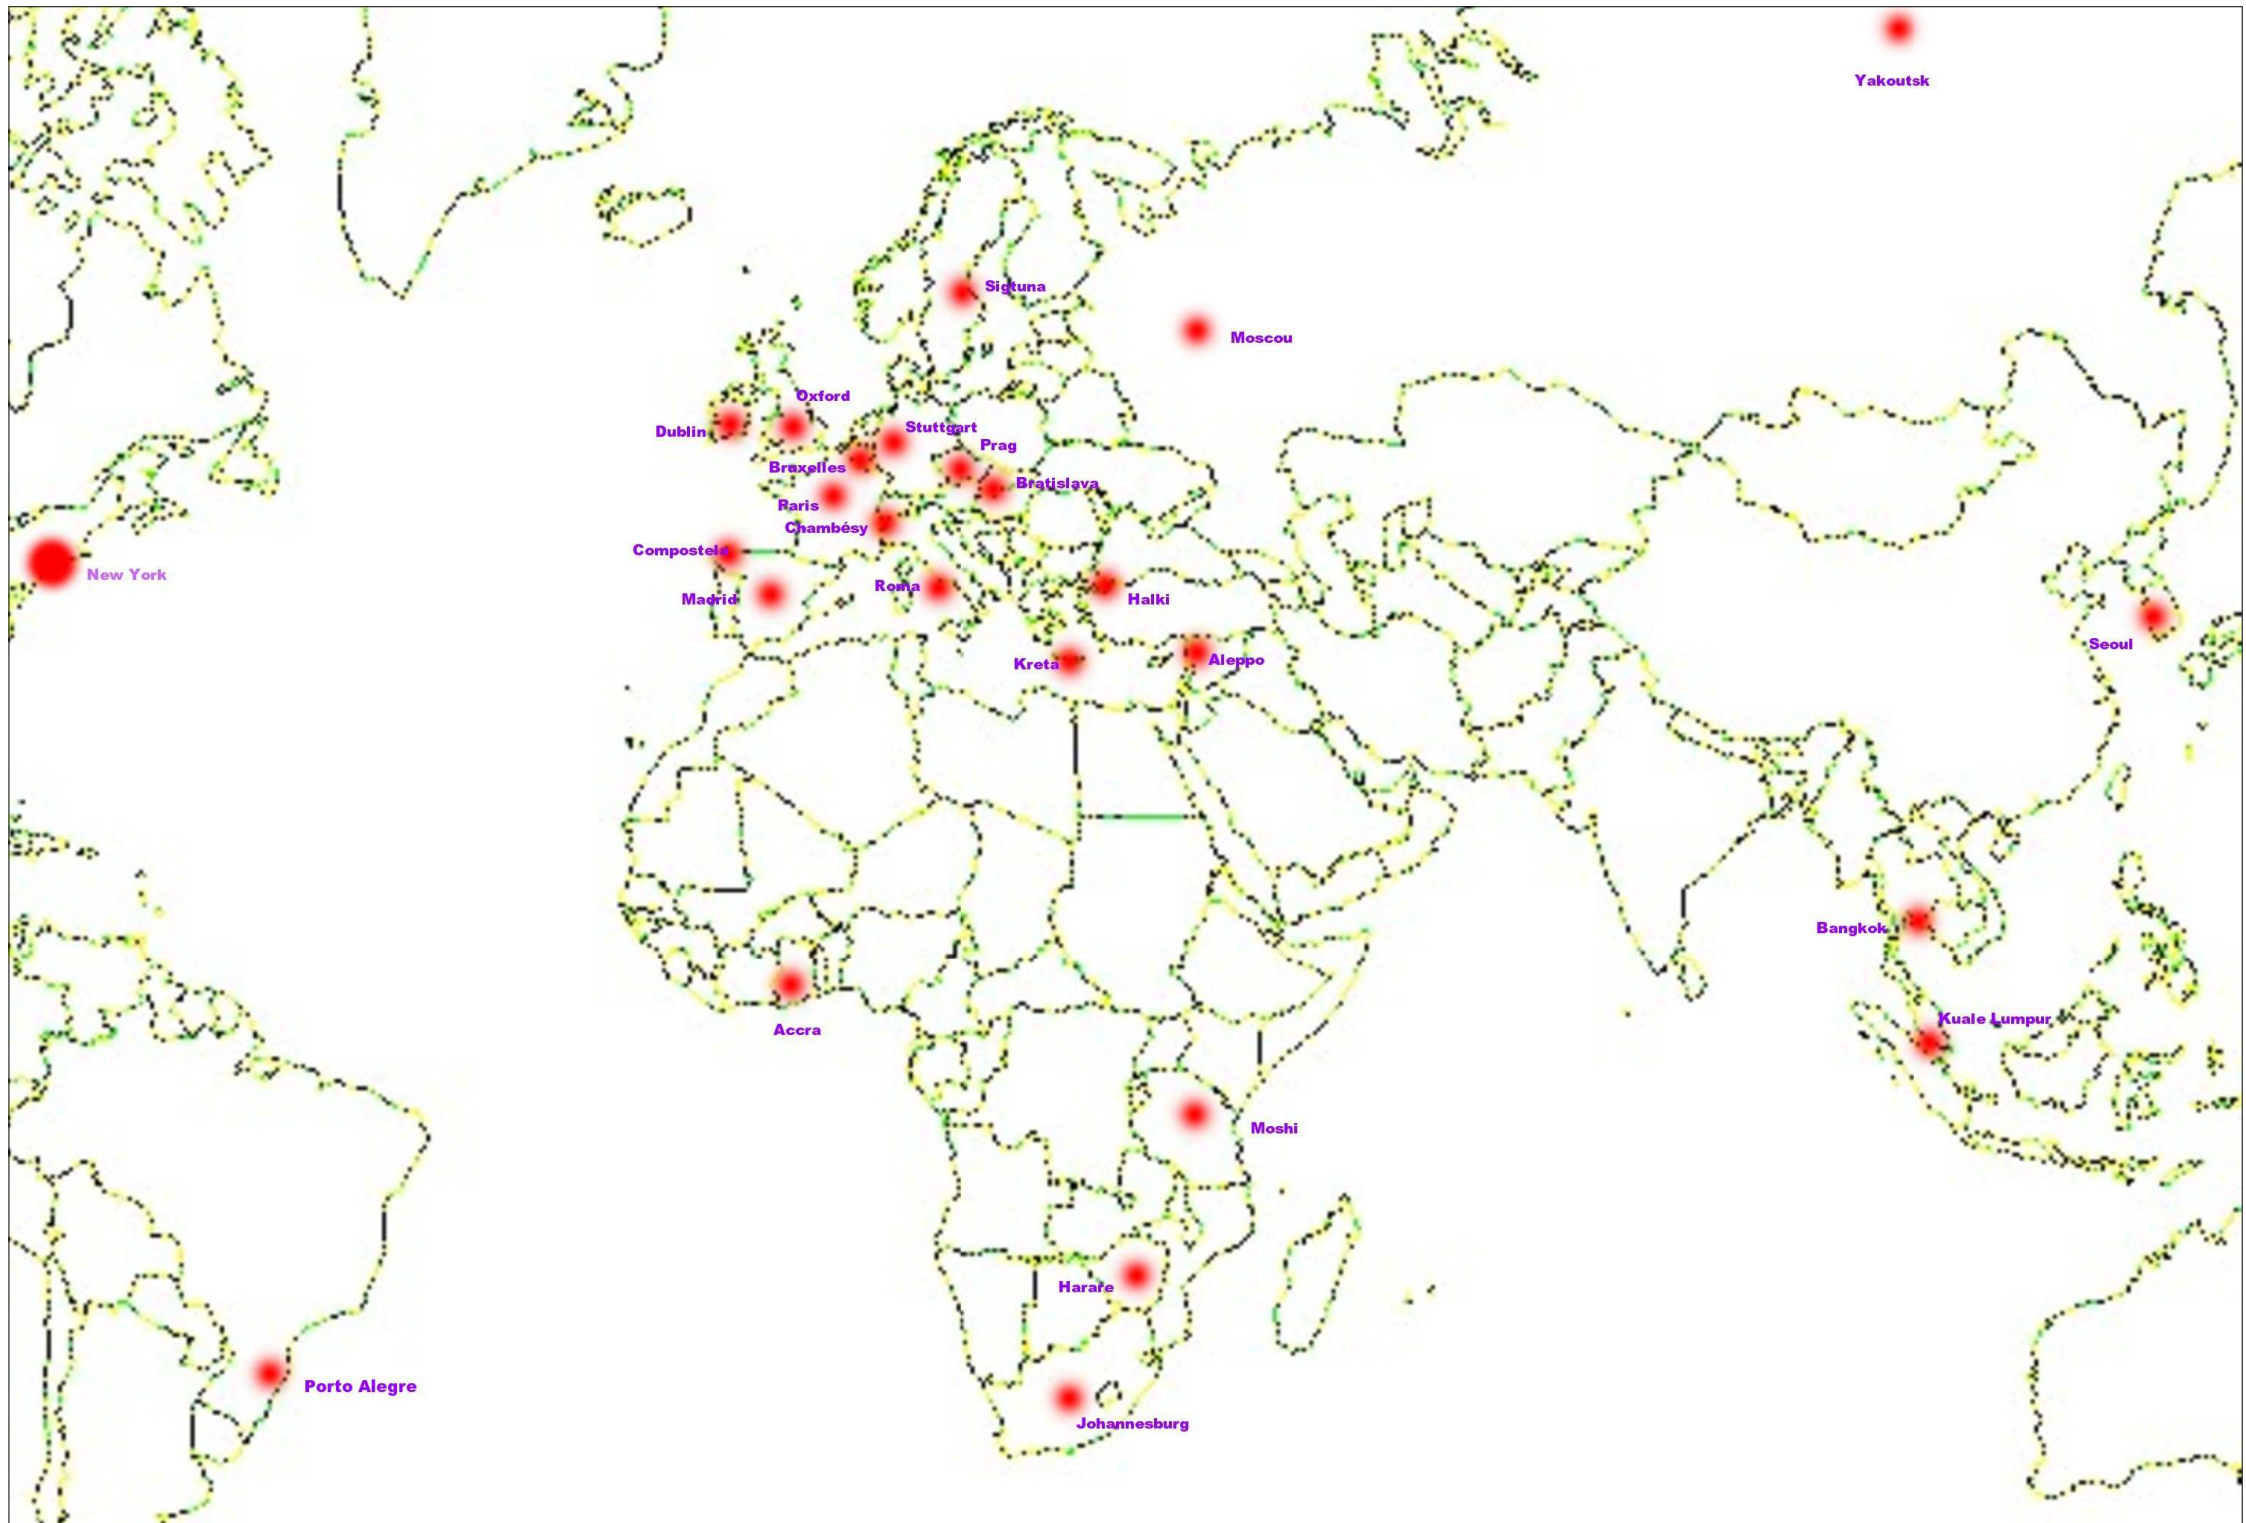 Yakoutsk
Sigtuna
Moscou
Oxford
Dublin
Stuttgart
Prag
Bruxelles
Bratislava
Paris
Chambésy
Compostela
New York
Roma
Madrid
Halki
Seoul
Kreta
Aleppo
Bangkok
Kuale Lumpur
Accra
Moshi
Harare
Porto Alegre
Johannesburg